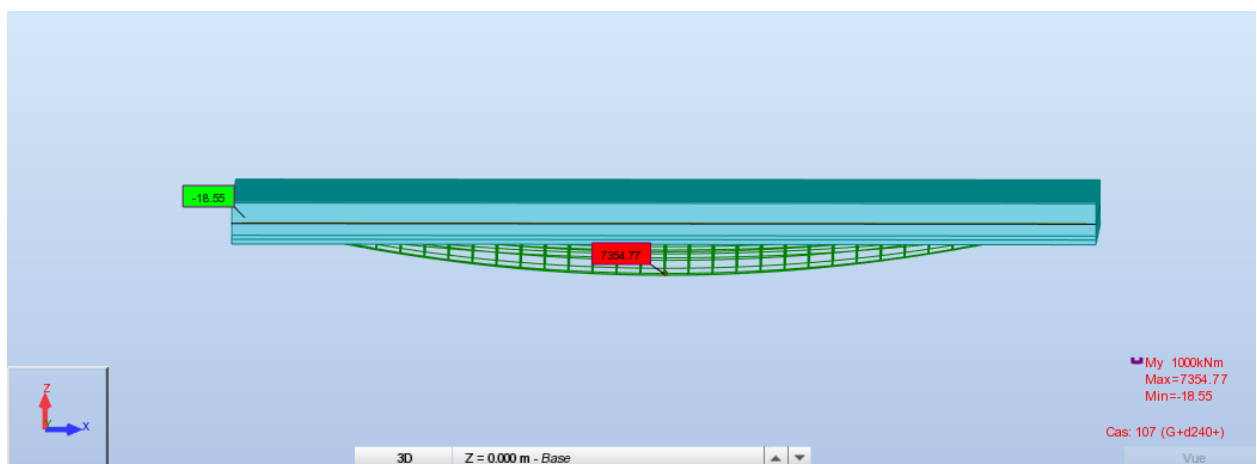 -18.55
7354.77
My 1000kNm
Max=7354.77
Min=-18.55
Cas: 107 (G+d240+)
Z
X
3D
Z = 0.000 m - Base
Vue